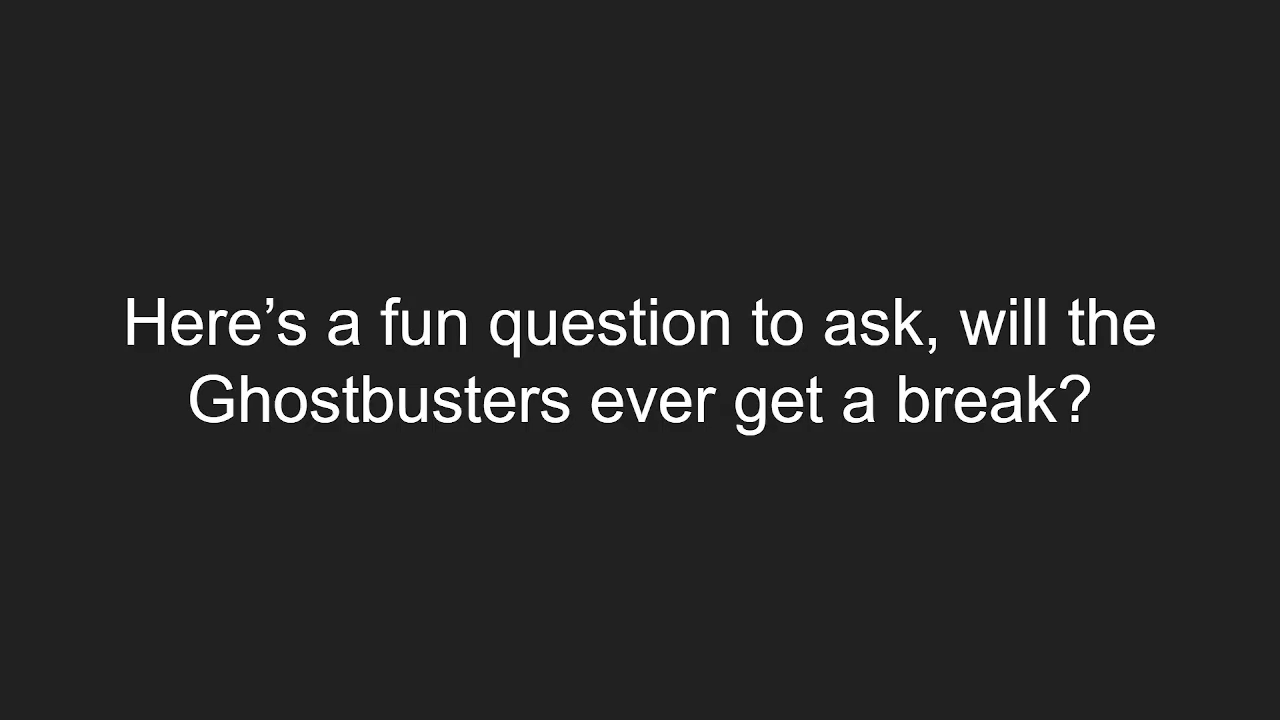 Here’s a fun question to ask, will the
Ghostbusters ever get a break?